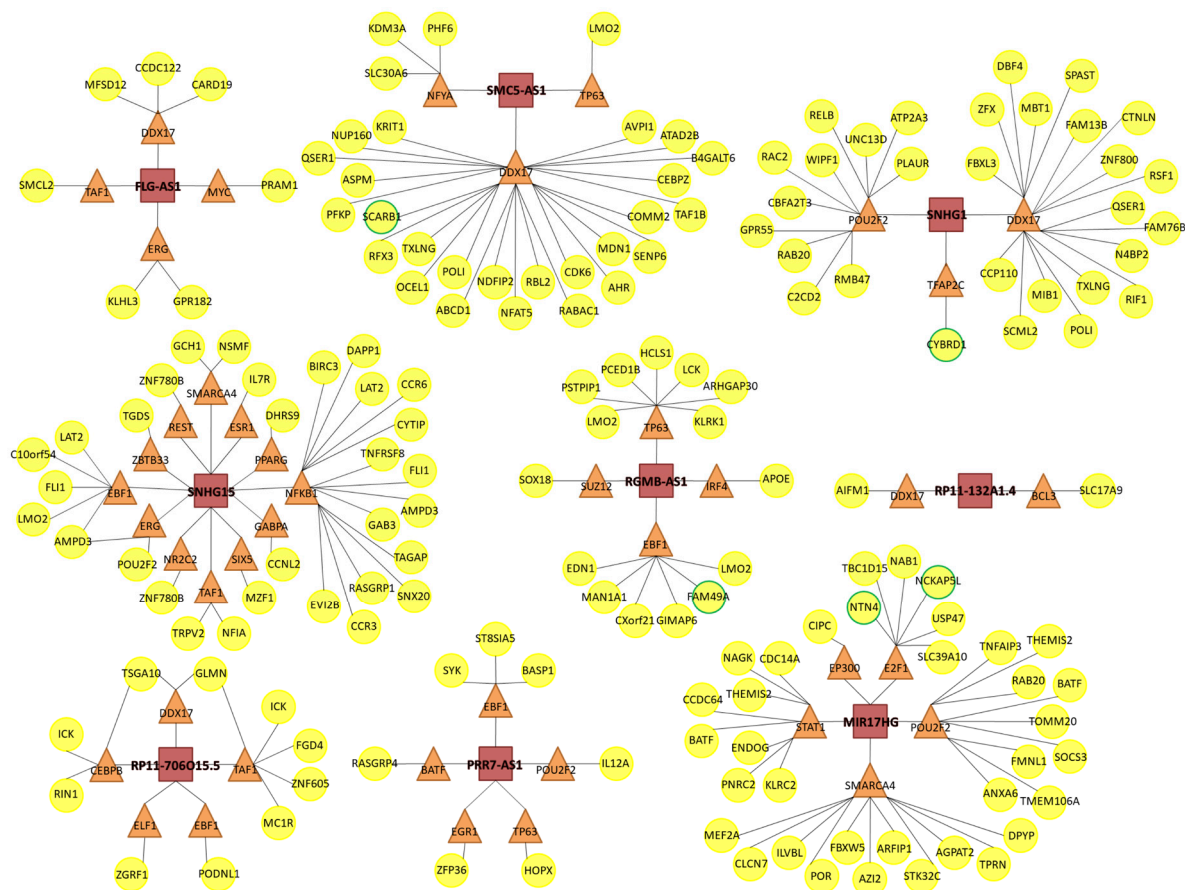 CCDC122
MFSD12
CARD19
DDX17
SMCL2
TAF1
FLG-AS1
MYC
PRAM1
ERG
KLHL3
GPR182
KDM3A
PHF6
LMO2
SLC30A6
NFYA
SMC5-AS1
TP63
KRIT1
AVPI1
NUP160
ATAD2B
QSER1
B4GALT6
ASPM
DDX17
CEBPZ
PFKP
SCARB1
COMM2
TAF1B
RFX3
TXLNG
MDN1
SENP6
OCEL1
POLI
NDFIP2
RBL2
CDK6
AHR
ABCD1
NFAT5
RABAC1
DBF4
SPAST
RELB
ATP2A3
ZFX
MBT1
CTNLN
UNC13D
FAM13B
RAC2
WIPF1
PLAUR
FBXL3
ZNF800
RSF1
CBFA2T3
POU2F2
SNHG1
DDX17
QSER1
GPR55
FAM76B
RAB20
N4BP2
RMB47
TFAP2C
CCP110
MIB1
TXLNG
RIF1
C2CD2
CYBRD1
SCML2
POLI
GCH1
NSMF
BIRC3
DAPP1
ZNF780B
SMARCA4
IL7R
LAT2
CCR6
TGDS
REST
ESR1
DHRS9
CYTIP
LAT2
C10orf54
ZBTB33
PPARG
TNFRSF8
FLI1
FLI1
EBF1
SNHG15
NFKB1
LMO2
AMPD3
ERG
GABPA
GAB3
AMPD3
POU2F2
NR2C2
SIX5
CCNL2
TAGAP
ZNF780B
TAF1
MZF1
RASGRP1
SNX20
EVI2B
TRPV2
NFIA
CCR3
HCLS1
PCED1B
LCK
PSTPIP1
ARHGAP30
LMO2
TP63
KLRK1
SOX18
SUZ12
RGMB-AS1
IRF4
APOE
EBF1
EDN1
LMO2
MAN1A1
FAM49A
CXorf21
GIMAP6
AIFM1
DDX17
RP11-132A1.4
BCL3
SLC17A9
TSGA10
GLMN
DDX17
ICK
ICK
FGD4
CEBPB
RP11-706O15.5
TAF1
ZNF605
RIN1
MC1R
ELF1
EBF1
ZGRF1
PODNL1
ST8SIA5
SYK
BASP1
EBF1
RASGRP4
BATF
PRR7-AS1
POU2F2
IL12A
EGR1
TP63
ZFP36
HOPX
TBC1D15
NAB1
NCKAP5L
NTN4
CIPC
USP47
TNFAIP3
THEMIS2
NAGK
CDC14A
EP300
E2F1
SLC39A10
RAB20
CCDC64
THEMIS2
BATF
STAT1
MIR17HG
POU2F2
TOMM20
BATF
ENDOG
FMNL1
SOCS3
PNRC2
KLRC2
SMARCA4
ANXA6
TMEM106A
MEF2A
DPYP
CLCN7
ILVBL
FBXW5
ARFIP1
AGPAT2
TPRN
POR
AZI2
STK32C